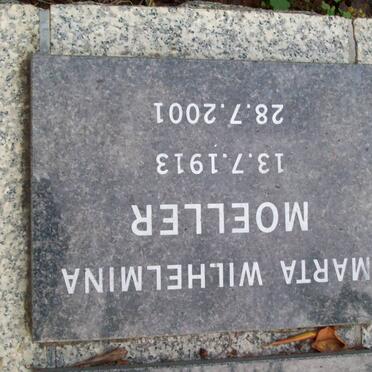 MARTA WILHELMINA
MOELLER
13.7.1913
28.7.2001